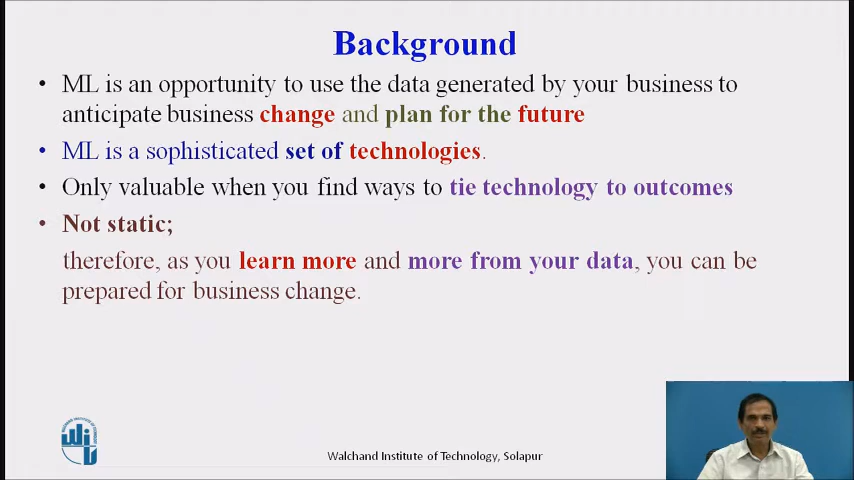 Background
• ML is an opportunity to use the data generated by your business to
anticipate business change and plan for the future
• ML is a sophisticated set of technologies.
• Only valuable when you find ways to tie technology to outcomes
• Not static;
therefore, as you learn more and more from your data, you can be
prepared for business change.
Walchand Institute of Technology, Solapur